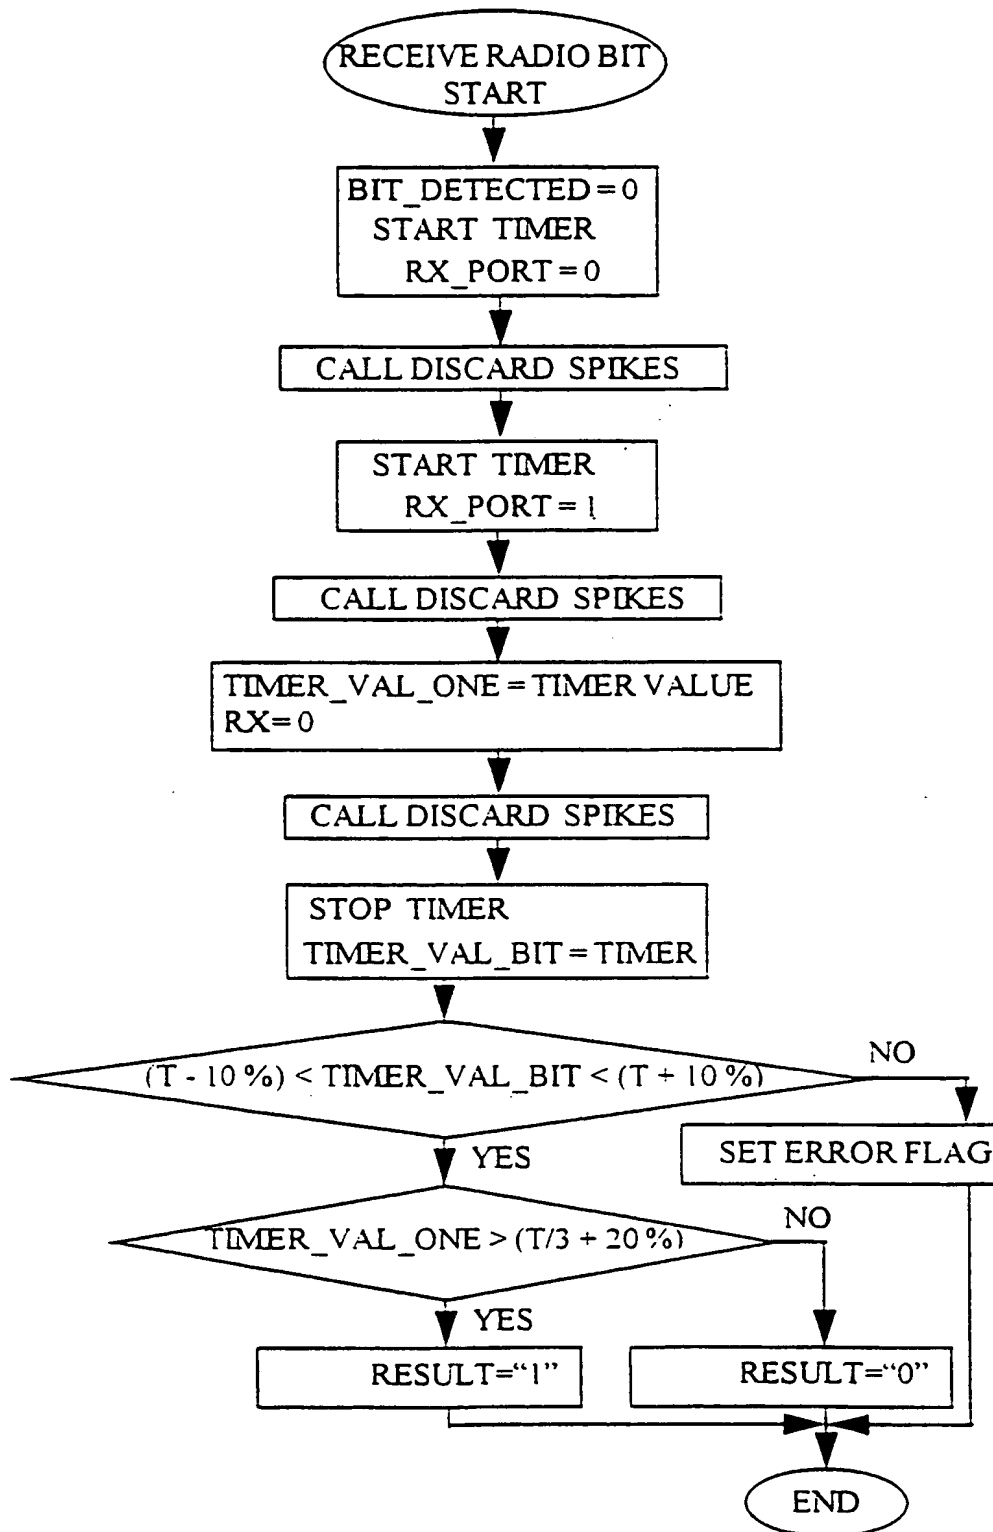 RECEIVE RADIO BIT
START
BIT_DETECTED = 0
START TIMER
RX_PORT = 0
CALL DISCARD SPIKES
START TIMER
RX_PORT = 1
CALL DISCARD SPIKES
TIMER_VAL_ONE = TIMER VALUE
RX = 0
CALL DISCARD SPIKES
STOP TIMER
TIMER_VAL_BIT = TIMER
(T - 10 %) < TIMER_VAL_BIT < (T + 10 %)
NO
SET ERROR FLAG
YES
TIMER_VAL_ONE > (T/3 + 20 %)
NO
YES
RESULT="1"
RESULT="0"
END